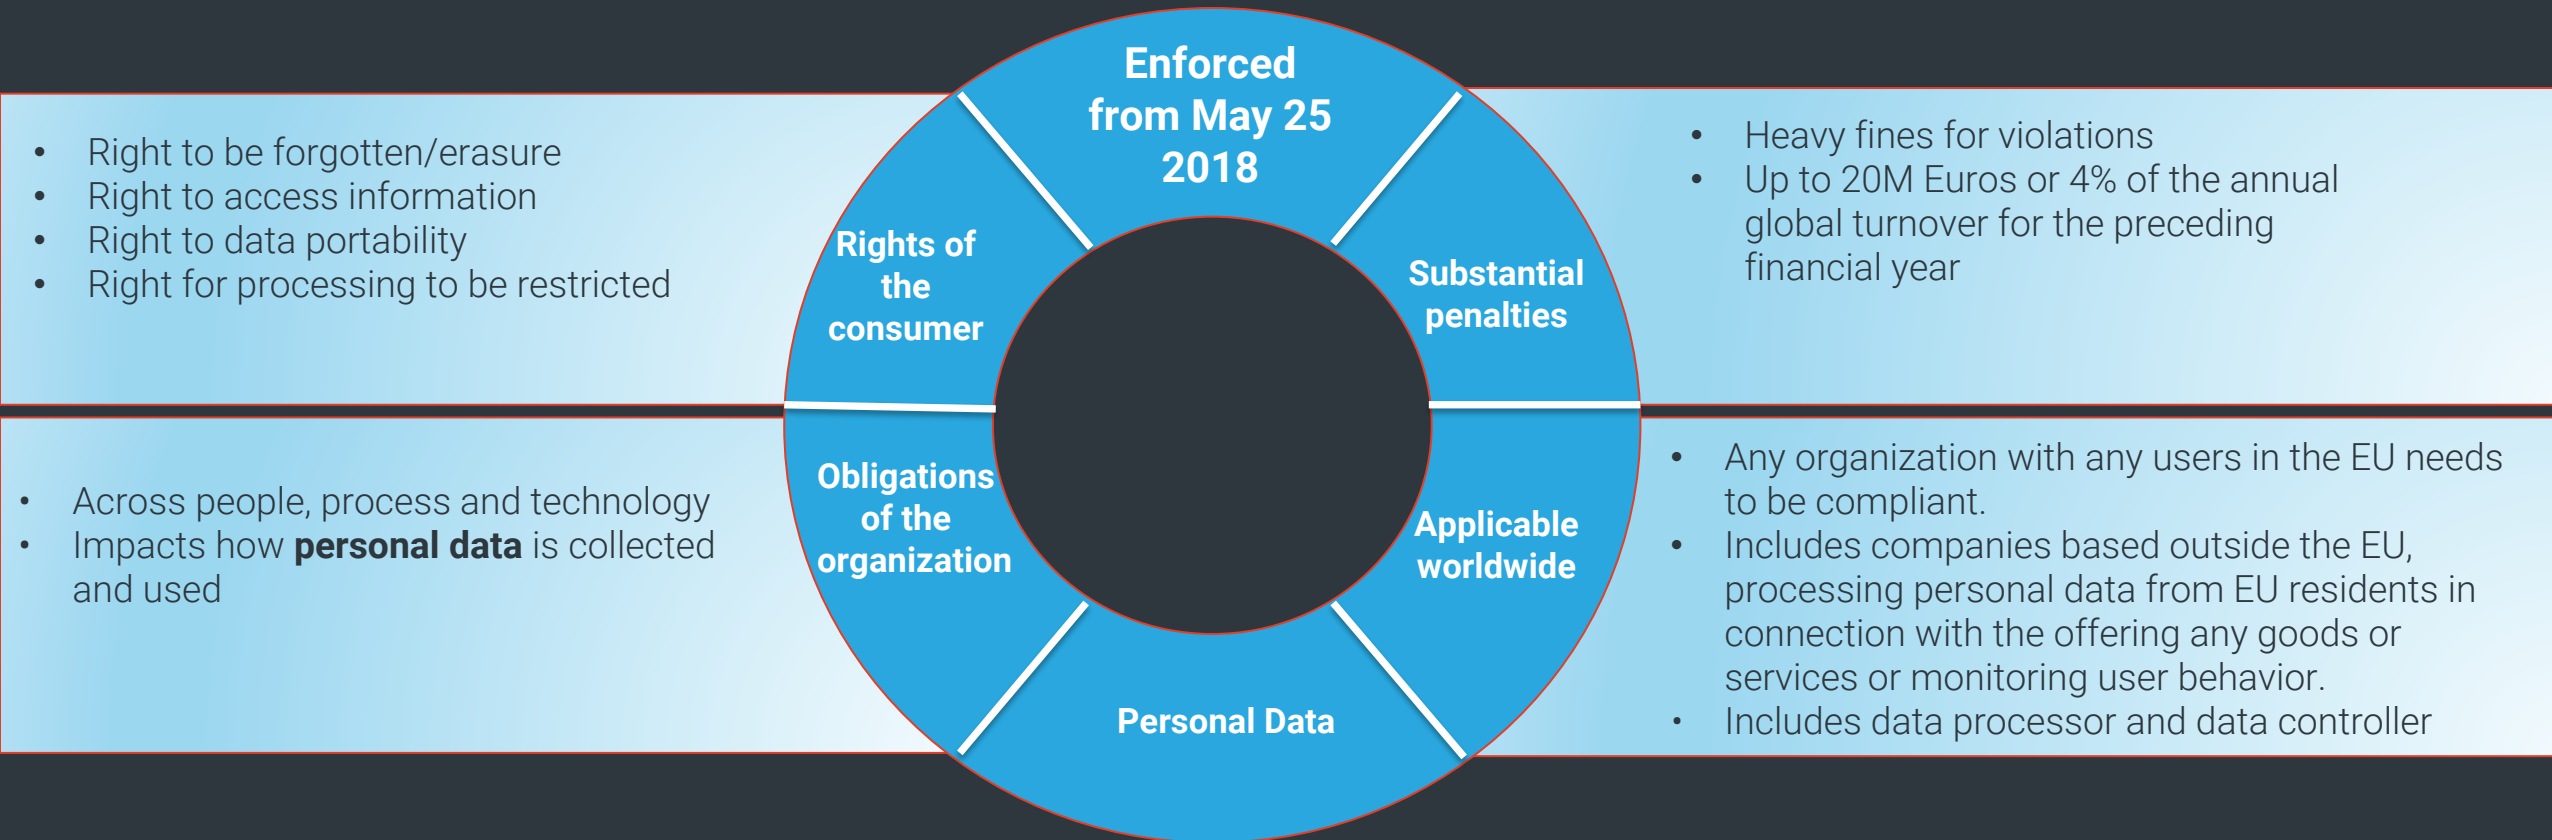 Enforced
from May 25
2018
• Right to be forgotten/erasure
• Right to access information
• Right to data portability
• Right for processing to be restricted
Rights of
the
consumer
Substantial
penalties
• Heavy fines for violations
• Up to 20M Euros or 4% of the annual
global turnover for the preceding
financial year
• Across people, process and technology
• Impacts how personal data is collected
and used
Obligations
of the
organization
Applicable
worldwide
• Any organization with any users in the EU needs
to be compliant.
• Includes companies based outside the EU,
processing personal data from EU residents in
connection with the offering any goods or
services or monitoring user behavior.
• Includes data processor and data controller
Personal Data